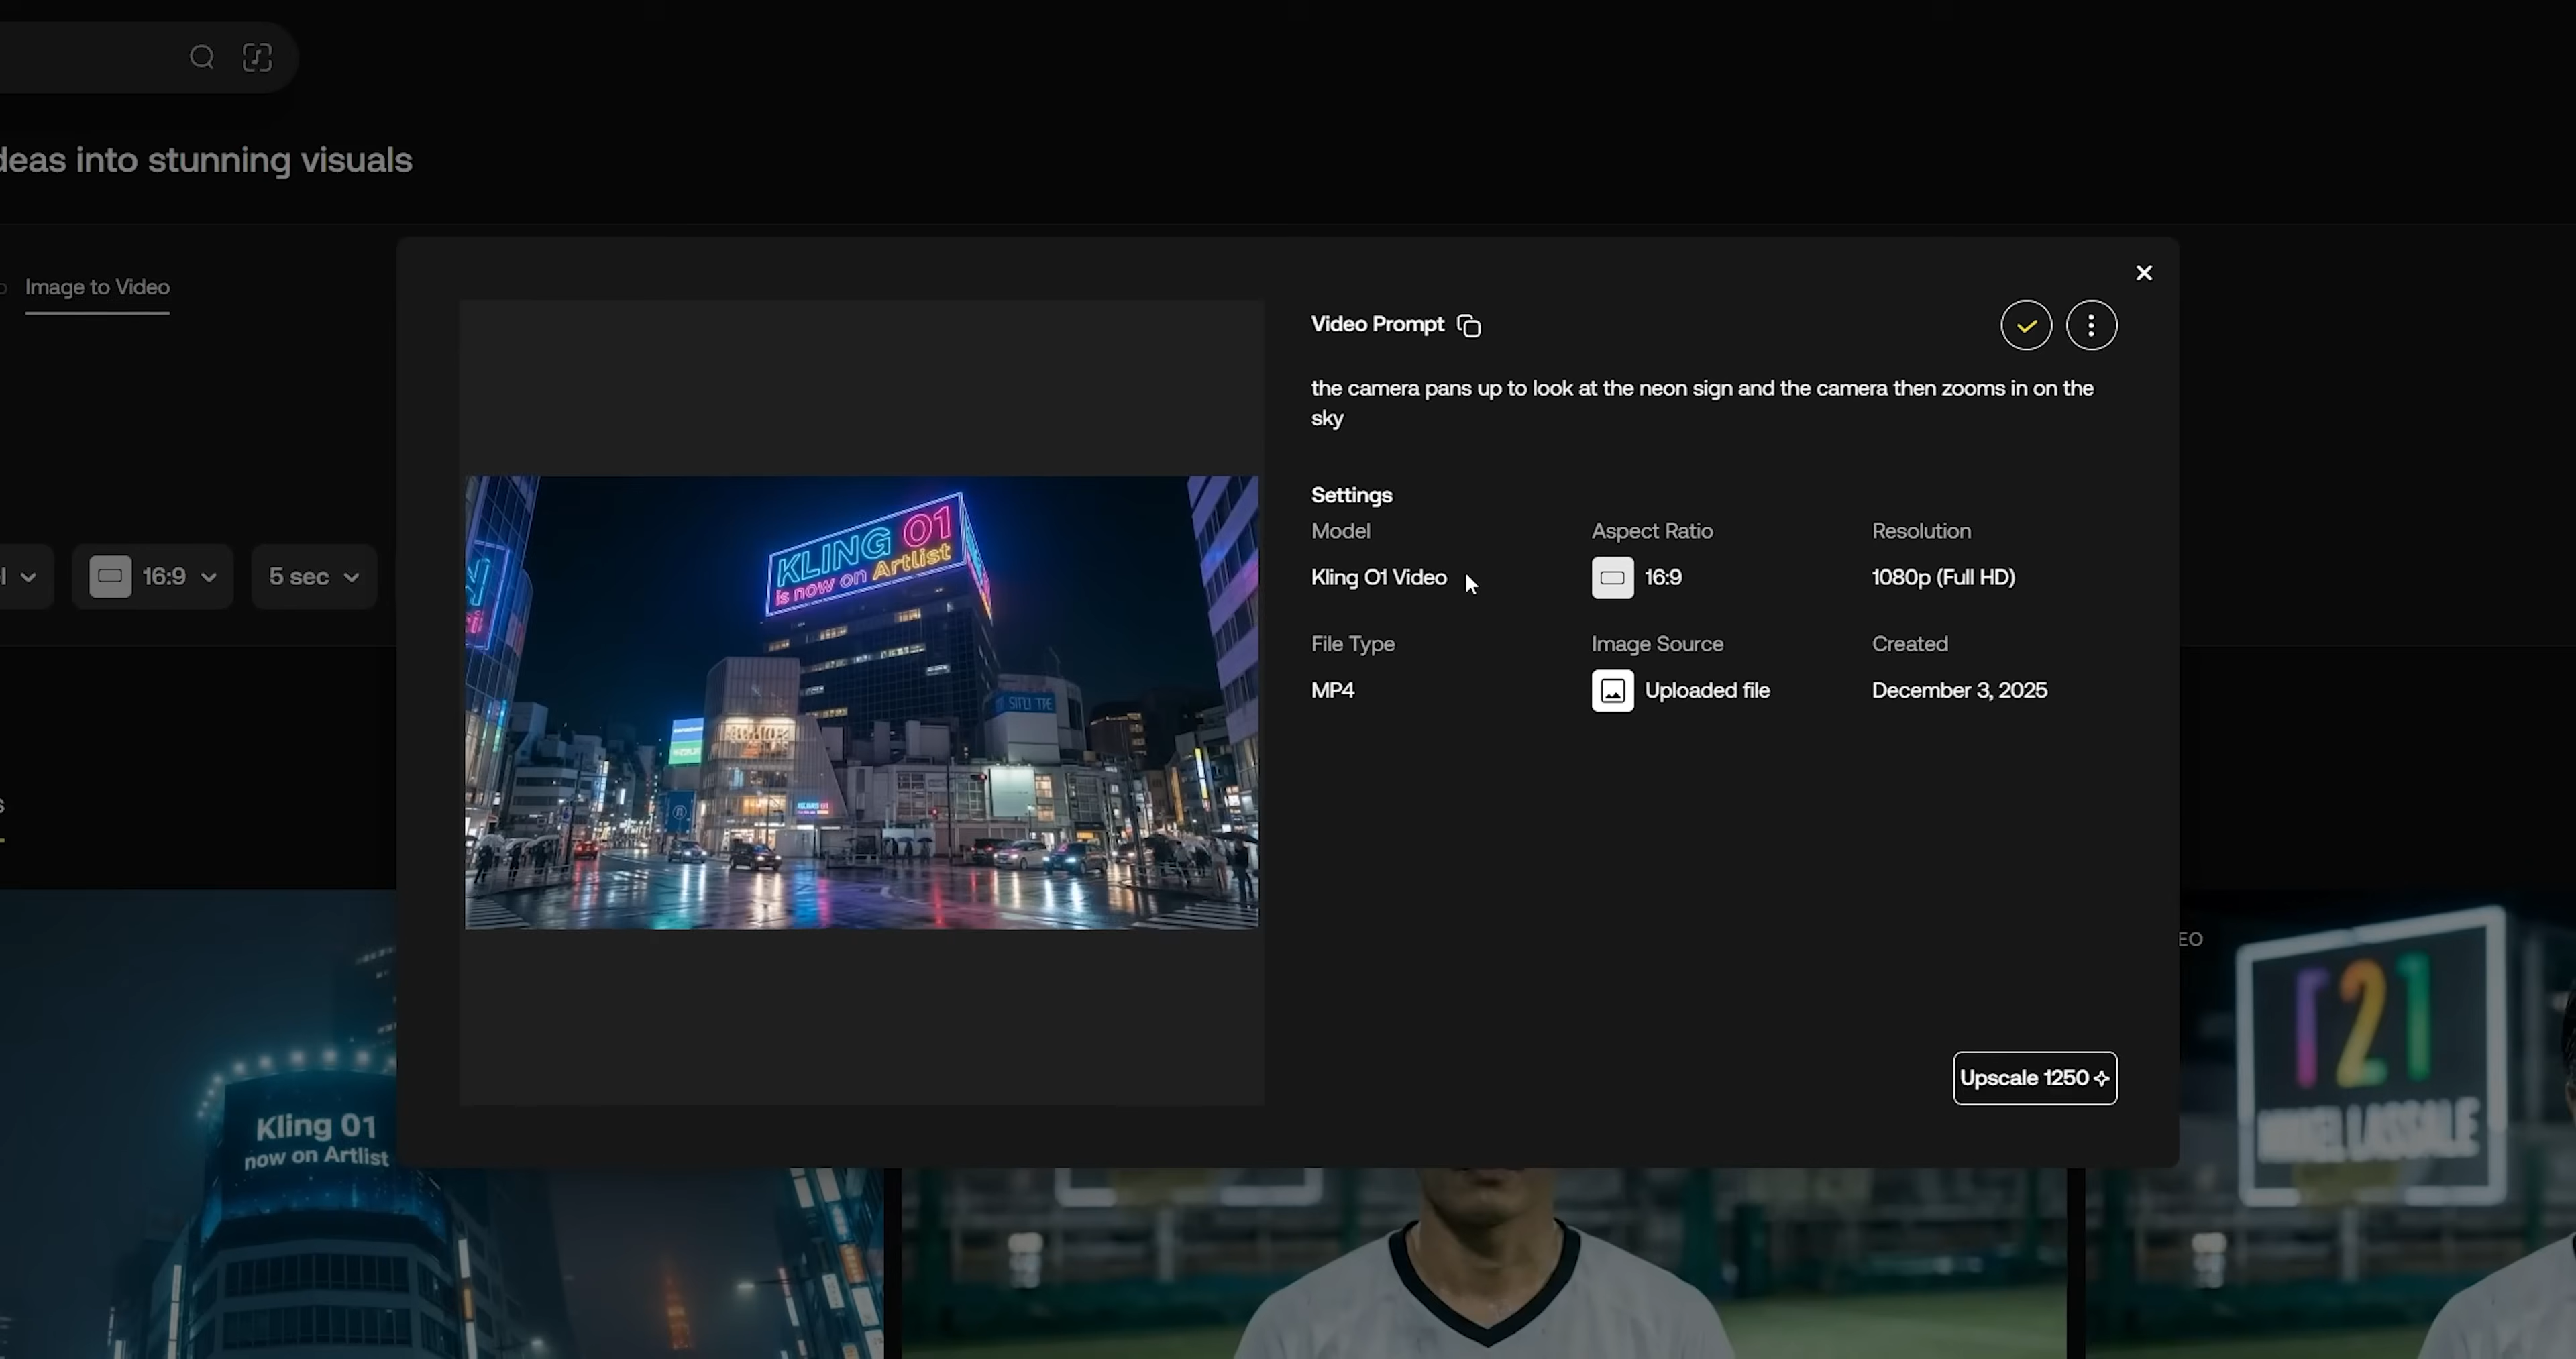 deas into stunning visuals
Image to Video
16:9
5 sec
Video Prompt
the camera pans up to look at the neon sign and the camera then zooms in on the
sky
Settings
Model
Aspect Ratio
Resolution
Kling O1 Video
16:9
1080p (Full HD)
File Type
Image Source
Created
MP4
Uploaded file
December 3, 2025
Upscale 1250
KLING 01
is now on Artlist
Kling 01
now on Artlist
EO